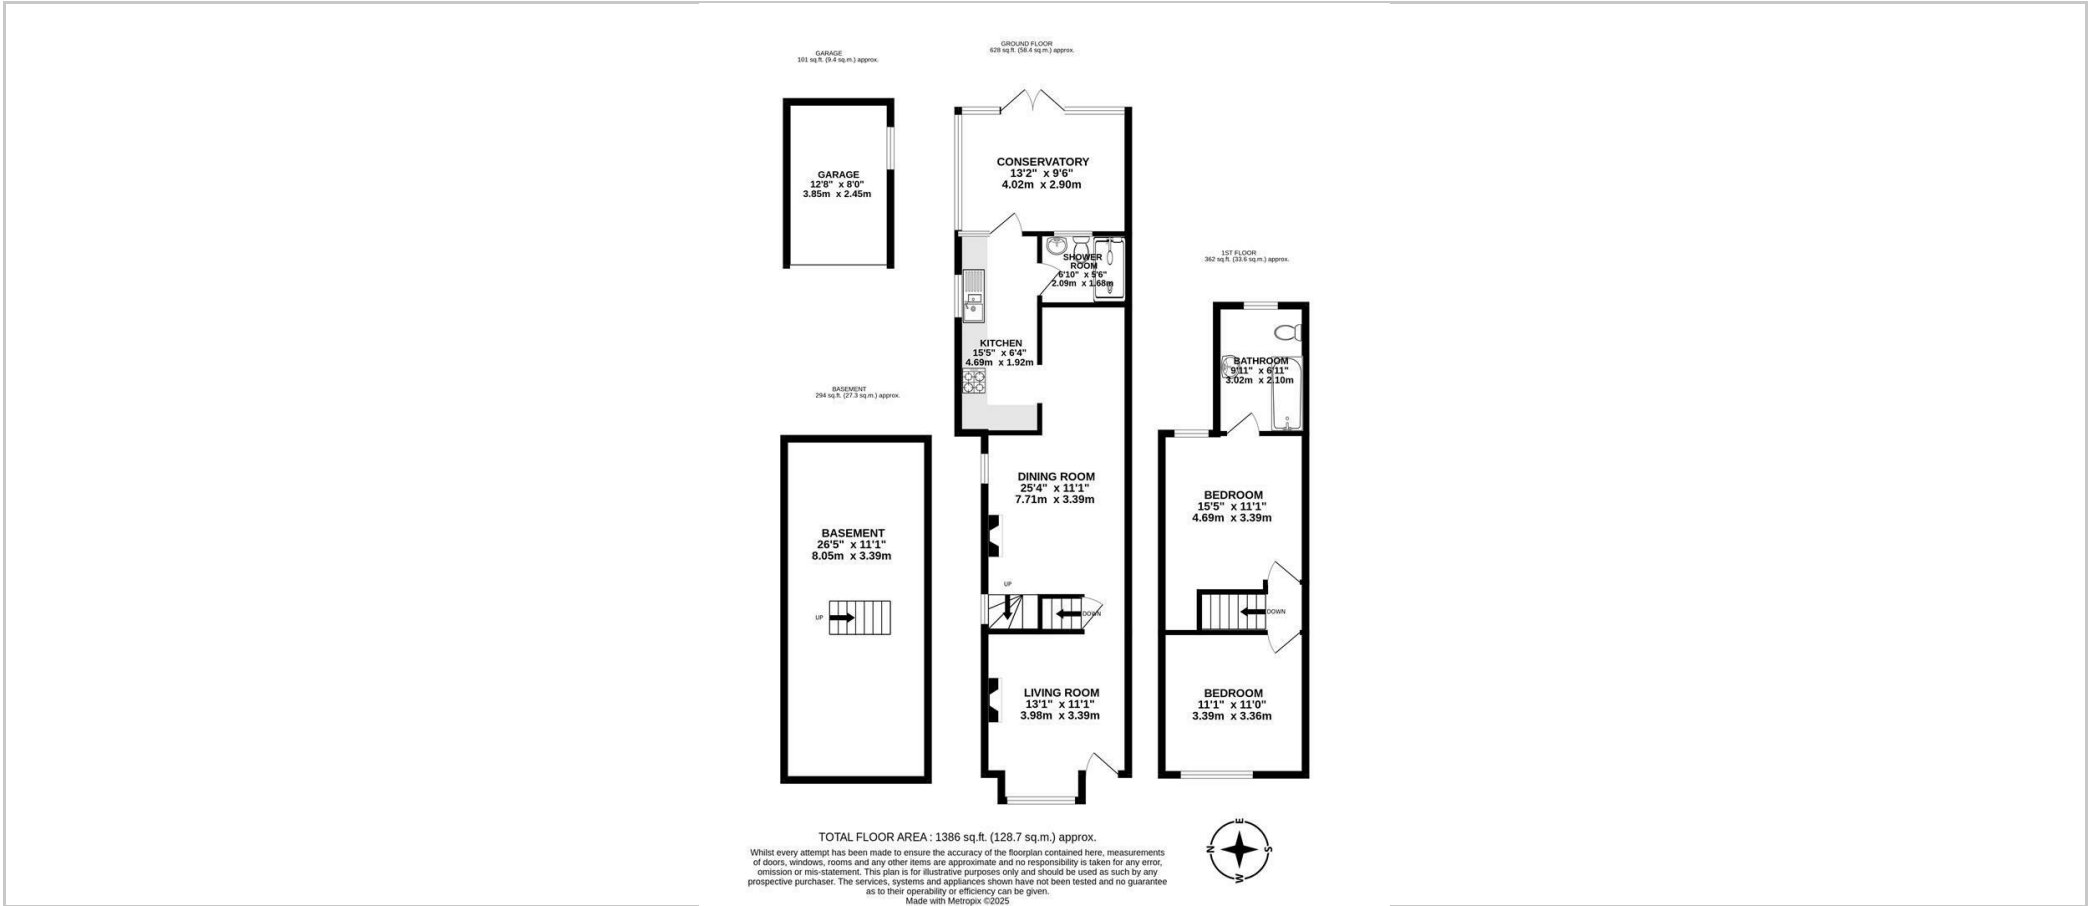 GARAGE
101 sq.ft. (9.4 sq.m.) approx.
GROUND FLOOR
628 sq.ft. (58.4 sq.m.) approx.
GARAGE
12'8" x 8'0"
3.85m x 2.45m
CONSERVATORY
13'2" x 9'6"
4.02m x 2.90m
SHOWER
ROOM
6'10" x 5'6"
2.09m x 1.68m
KITCHEN
15'5" x 6'4"
4.69m x 1.92m
1ST FLOOR
362 sq.ft. (33.6 sq.m.) approx.
BATHROOM
9'11" x 6'11"
3.02m x 2.10m
BASEMENT
294 sq.ft. (27.3 sq.m.) approx.
BASEMENT
26'5" x 11'1"
8.05m x 3.39m
UP
DINING ROOM
25'4" x 11'1"
7.71m x 3.39m
UP
DOWN
LIVING ROOM
13'1" x 11'1"
3.98m x 3.39m
BEDROOM
15'5" x 11'1"
4.69m x 3.39m
DOWN
BEDROOM
11'1" x 11'0"
3.39m x 3.36m
TOTAL FLOOR AREA : 1386 sq.ft. (128.7 sq.m.) approx.
Whilst every attempt has been made to ensure the accuracy of the floorplan contained here, measurements
of doors, windows, rooms and any other items are approximate and no responsibility is taken for any error,
omission or mis-statement. This plan is for illustrative purposes only and should be used as such by any
prospective purchaser. The services, systems and appliances shown have not been tested and no guarantee
as to their operability or efficiency can be given.
Made with Metropix ©2025
E
N
S
W